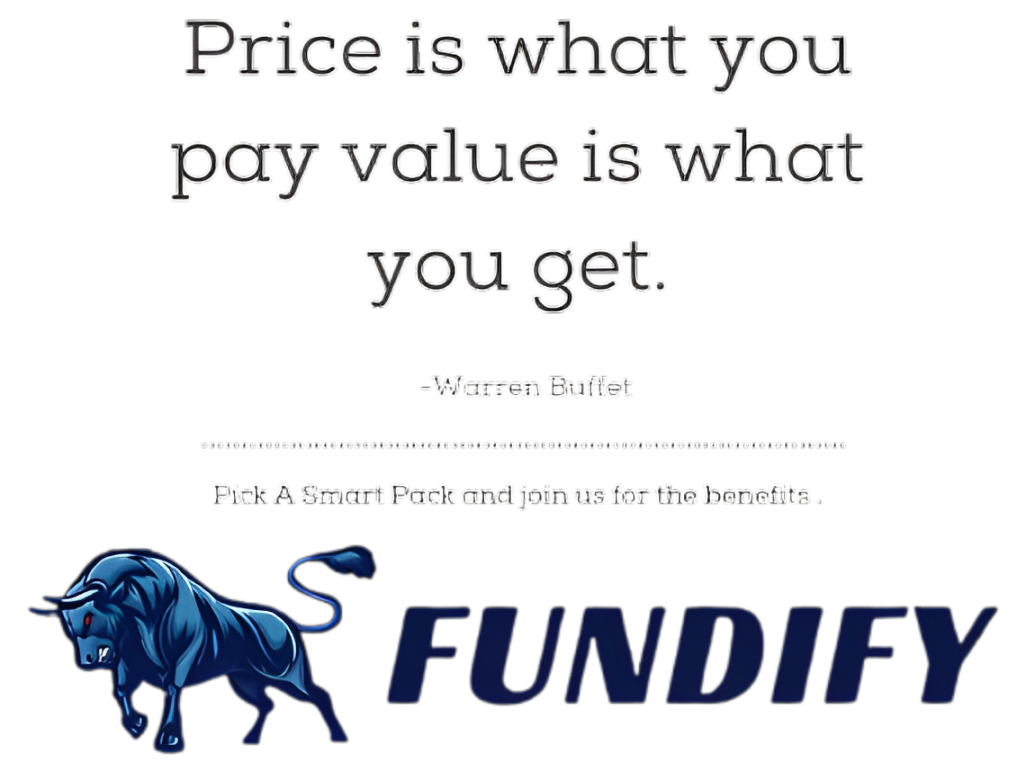 Price is what you
pay value is what
you get.
-Warren Buffet
Pick A Smart Pack and join us for the benefits .
FUNDIFY